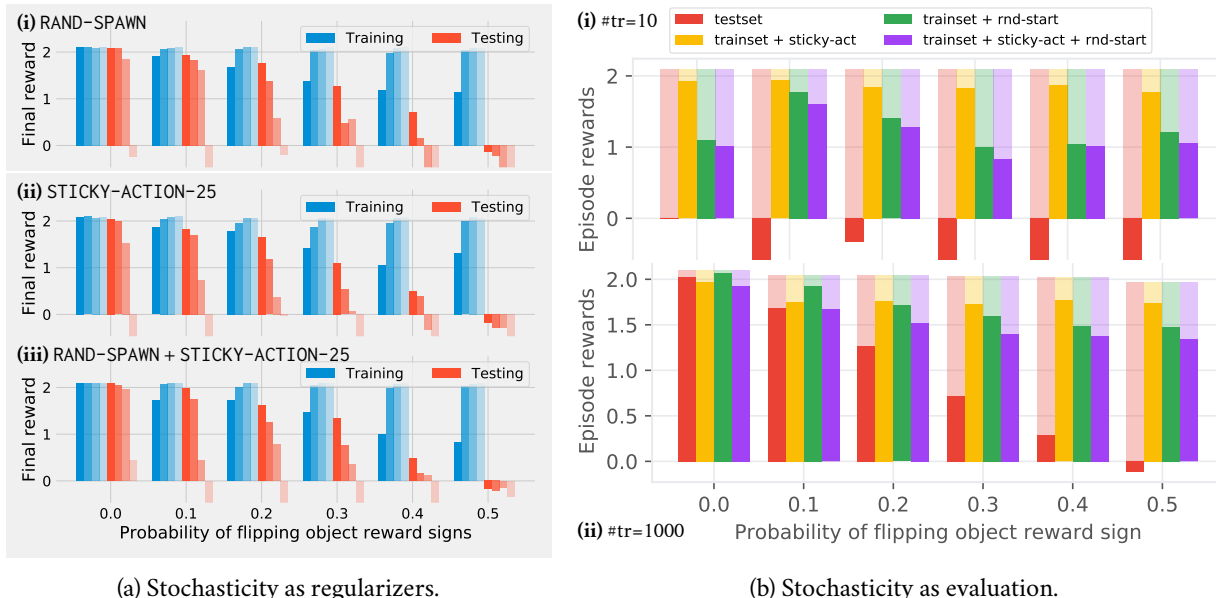 (i) RAND-SPAWN
Training Testing
Final reward
2
1
0
(ii) STICKY-ACTION-25
Training Testing
Final reward
2
1
0
(iii) RAND-SPAWN + STICKY-ACTION-25
Training Testing
Final reward
2
1
0
0.0 0.1 0.2 0.3 0.4 0.5
Probability of flipping object reward signs
(a) Stochasticity as regularizers.
(i) #tr=10
testset trainset + rnd-start
trainset + sticky-act trainset + sticky-act + rnd-start
Episode rewards
2
1
0
Episode rewards
2.0
1.5
1.0
0.5
0.0
0.0 0.1 0.2 0.3 0.4 0.5
(ii) #tr=1000 Probability of flipping object reward sign
(b) Stochasticity as evaluation.